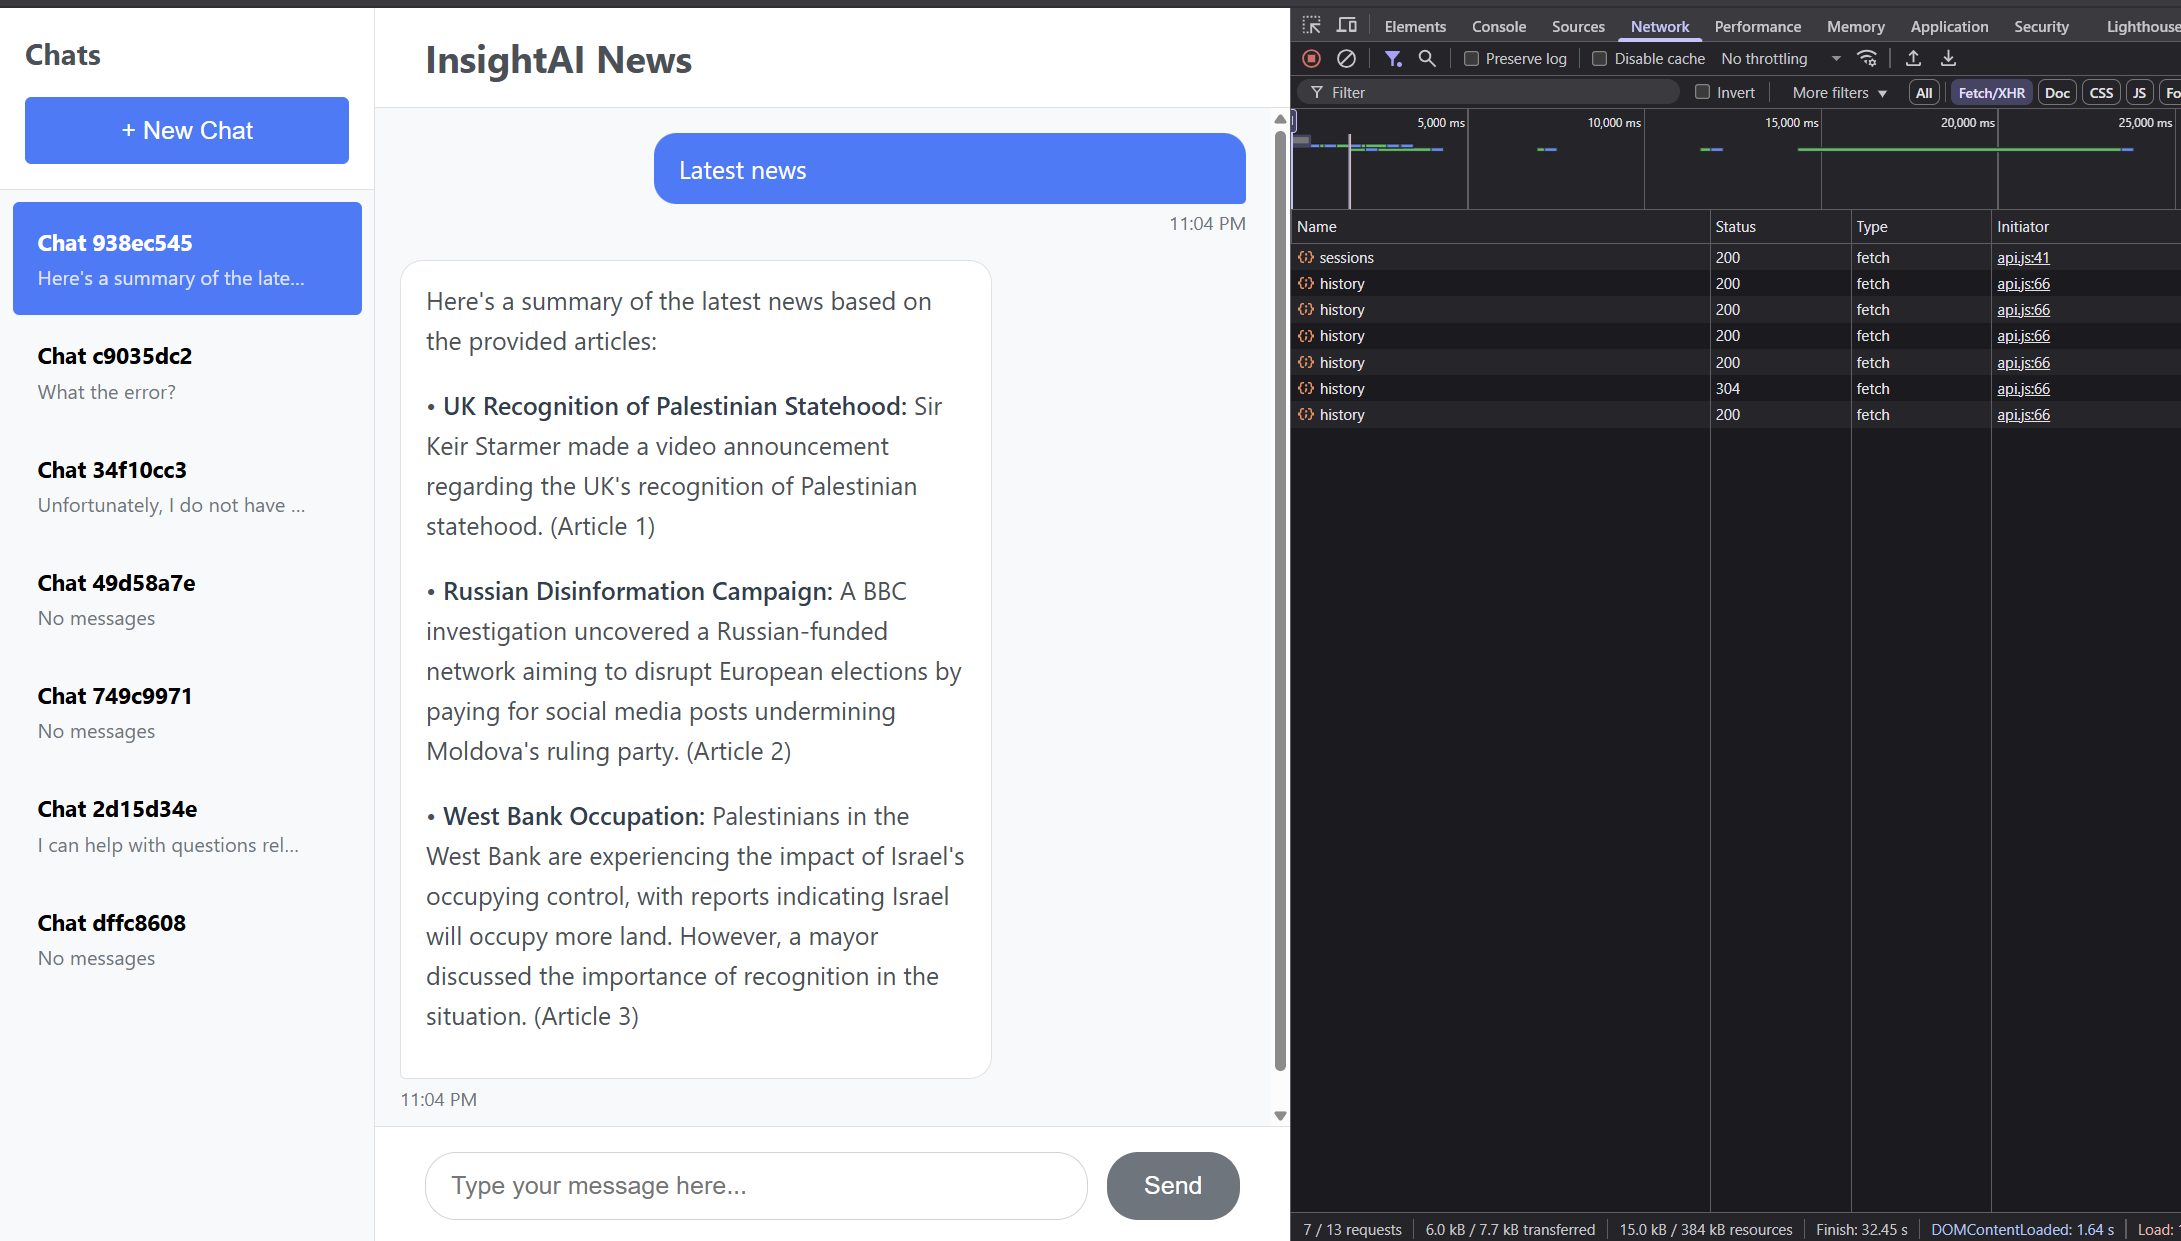 Chats
+ New Chat
Chat 938ec545
Here's a summary of the late...
Chat c9035dc2
What the error?
Chat 34f10cc3
Unfortunately, I do not have ...
Chat 49d58a7e
No messages
Chat 749c9971
No messages
Chat 2d15d34e
I can help with questions rel...
Chat dffc8608
No messages
InsightAI News
Latest news
11:04 PM
Here's a summary of the latest news based on
the provided articles:
• UK Recognition of Palestinian Statehood: Sir
Keir Starmer made a video announcement
regarding the UK's recognition of Palestinian
statehood. (Article 1)
• Russian Disinformation Campaign: A BBC
investigation uncovered a Russian-funded
network aiming to disrupt European elections by
paying for social media posts undermining
Moldova's ruling party. (Article 2)
• West Bank Occupation: Palestinians in the
West Bank are experiencing the impact of Israel's
occupying control, with reports indicating Israel
will occupy more land. However, a mayor
discussed the importance of recognition in the
situation. (Article 3)
11:04 PM
Type your message here...
Send
Elements Console Sources Network Performance Memory Application Security Lighthouse
Preserve log Disable cache No throttling
Filter Invert More filters All Fetch/XHR Doc CSS JS Fo
5,000 ms 10,000 ms 15,000 ms 20,000 ms 25,000 ms
Name Status Type Initiator
sessions 200 fetch api.js:41
history 200 fetch api.js:66
history 200 fetch api.js:66
history 200 fetch api.js:66
history 200 fetch api.js:66
history 304 fetch api.js:66
history 200 fetch api.js:66
7 / 13 requests 6.0 kB / 7.7 kB transferred 15.0 kB / 384 kB resources Finish: 32.45 s DOMContentLoaded: 1.64 s Load: